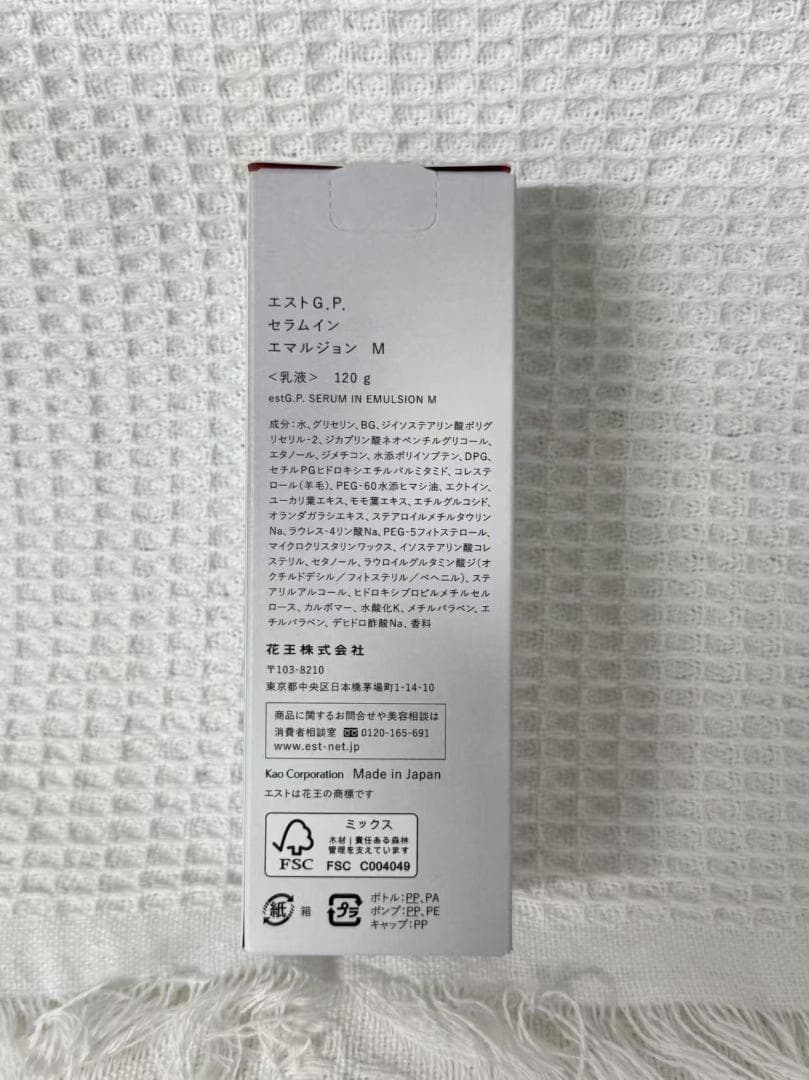 エストG.P.
セラムイン
エマルジョン M
＜乳液＞ 120 g
estG.P. SERUM IN EMULSION M
成分：水、グリセリン、BG、ジイソステアリン酸ポリグ
リセリル-2、ジカプリン酸ネオペンチルグリコール、
エタノール、ジメチコン、水添ポリイソブテン、DPG、
セチルPGヒドロキシエチルパルミタミド、コレステ
ロール(羊毛)、PEG-60水添ヒマシ油、エクトイン、
ユーカリ葉エキス、モモ葉エキス、エチルグルコシド、
オランダガラシエキス、ステアロイルメチルタウリン
Na、ラウレス-4リン酸Na、PEG-5フィトステロール、
マイクロクリスタリンワックス、イソステアリン酸コレ
ステリル、セタノール、ラウロイルグルタミン酸ジ(オ
クチルドデシル／フィトステリル／ベヘニル)、ステ
アリルアルコール、ヒドロキシプロピルメチルセル
ロース、カルボマー、水酸化K、メチルパラベン、エ
チルパラベン、デヒドロ酢酸Na、香料
花王株式会社
〒103-8210
東京都中央区日本橋茅場町1-14-10
商品に関するお問合せや美容相談は
消費者相談室 0120-165-691
www.est-net.jp
Kao Corporation Made in Japan
エストは花王の商標です
ミックス
木材｜責任ある森林
管理を支えています
FSC FSC C004049
紙 箱
プラ ボトル：PP、PA
ポンプ：PP、PE
キャップ：PP